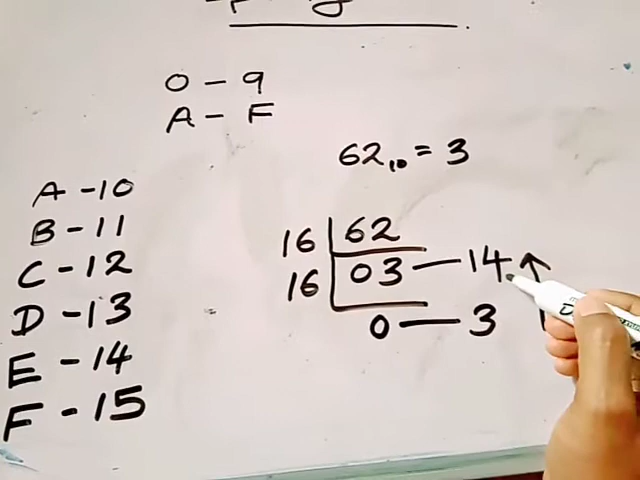 0 - 9
A - F
62₁₀ = 3
A - 10
B - 11
C - 12
D - 13
E - 14
F - 15
16 | 62
16 | 03 — 14 ↑
0 — 3